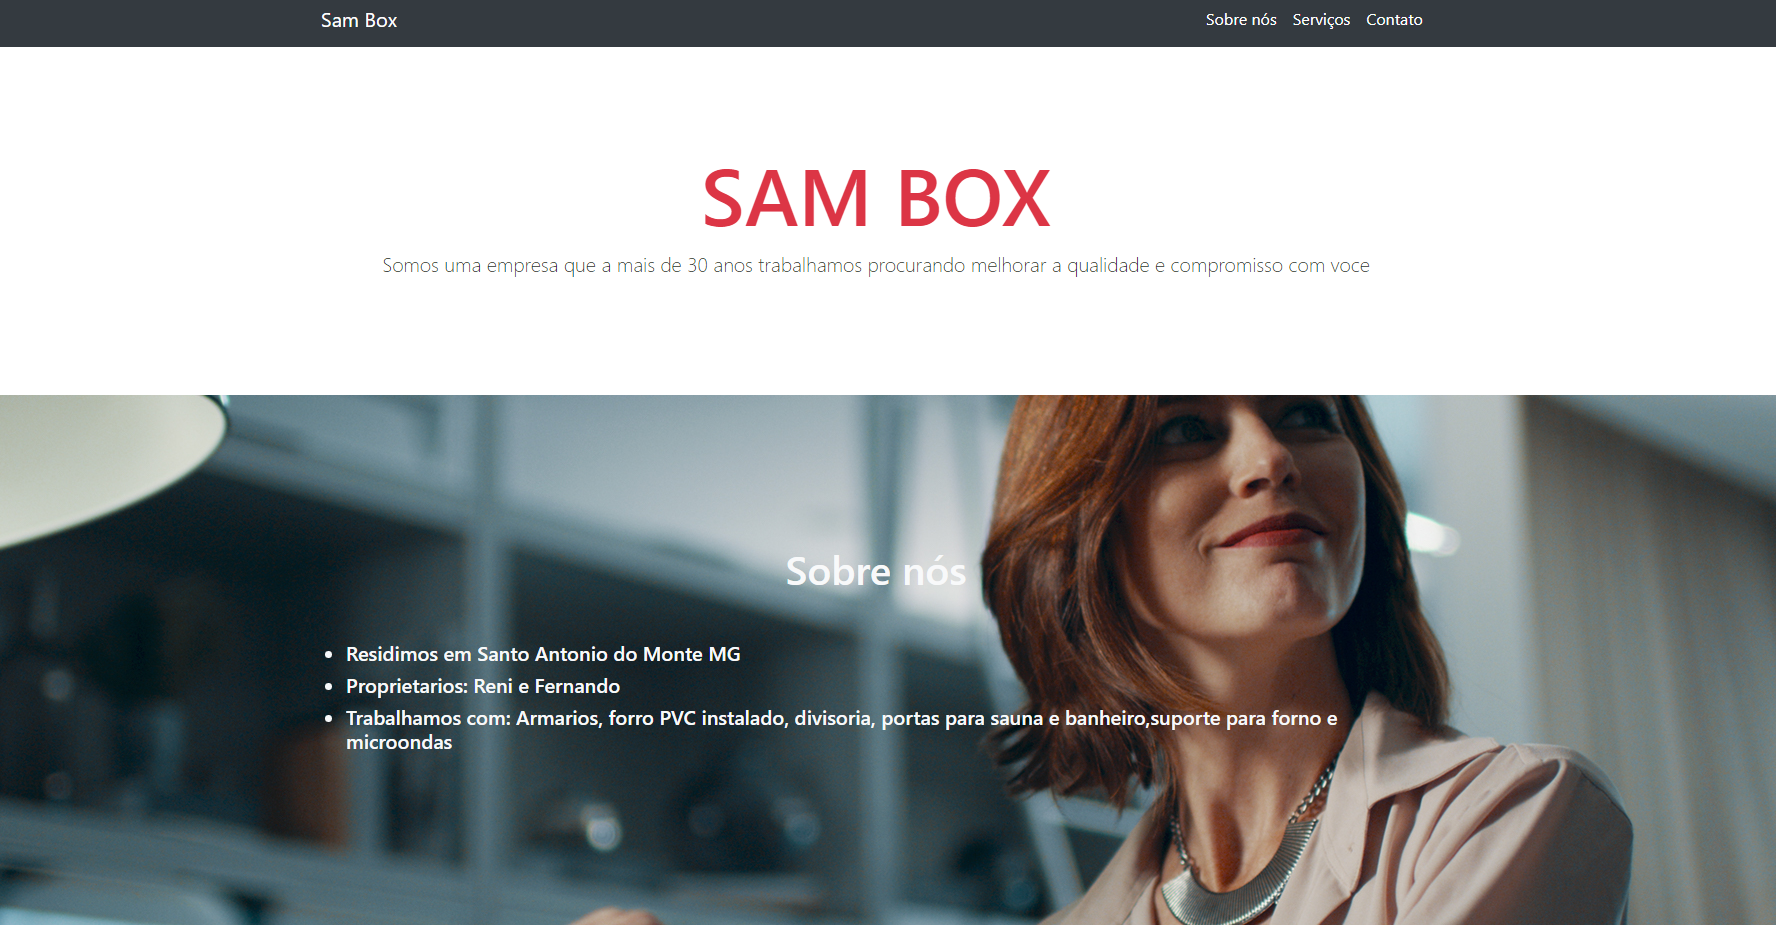 Sam Box
Sobre nós Serviços Contato
SAM BOX
Somos uma empresa que a mais de 30 anos trabalhamos procurando melhorar a qualidade e compromisso com voce
Sobre nós
• Residimos em Santo Antonio do Monte MG
• Proprietarios: Reni e Fernando
• Trabalhamos com: Armarios, forro PVC instalado, divisoria, portas para sauna e banheiro,suporte para forno e
microondas